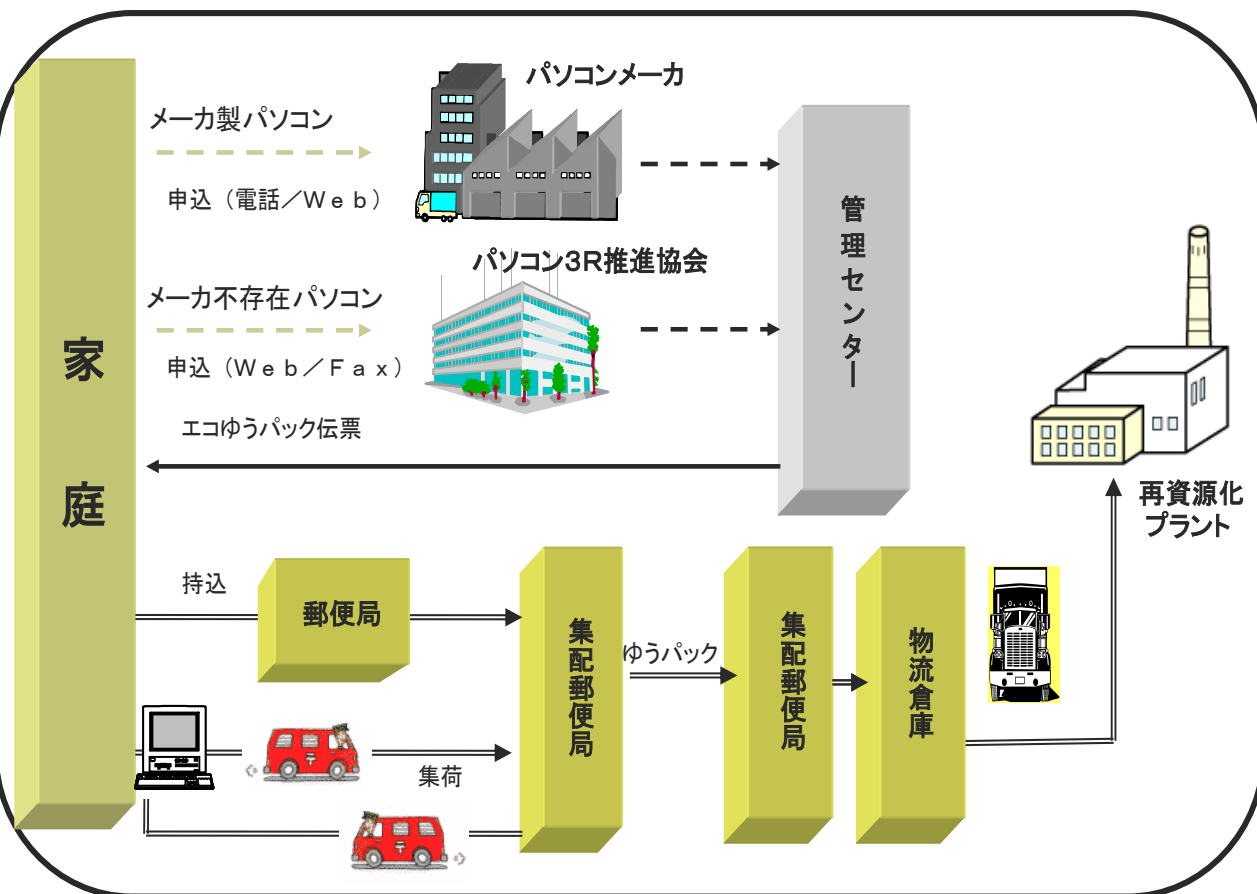 パソコンメーカ
メーカ製パソコン
申込（電話／Ｗｅｂ）
パソコン3R推進協会
メーカ不存在パソコン
申込（Ｗｅｂ／Ｆａｘ）
エコゆうパック伝票
家庭
管理センター
再資源化
プラント
持込
郵便局
集配郵便局
ゆうパック
集配郵便局
物流倉庫
〒
集荷
〒